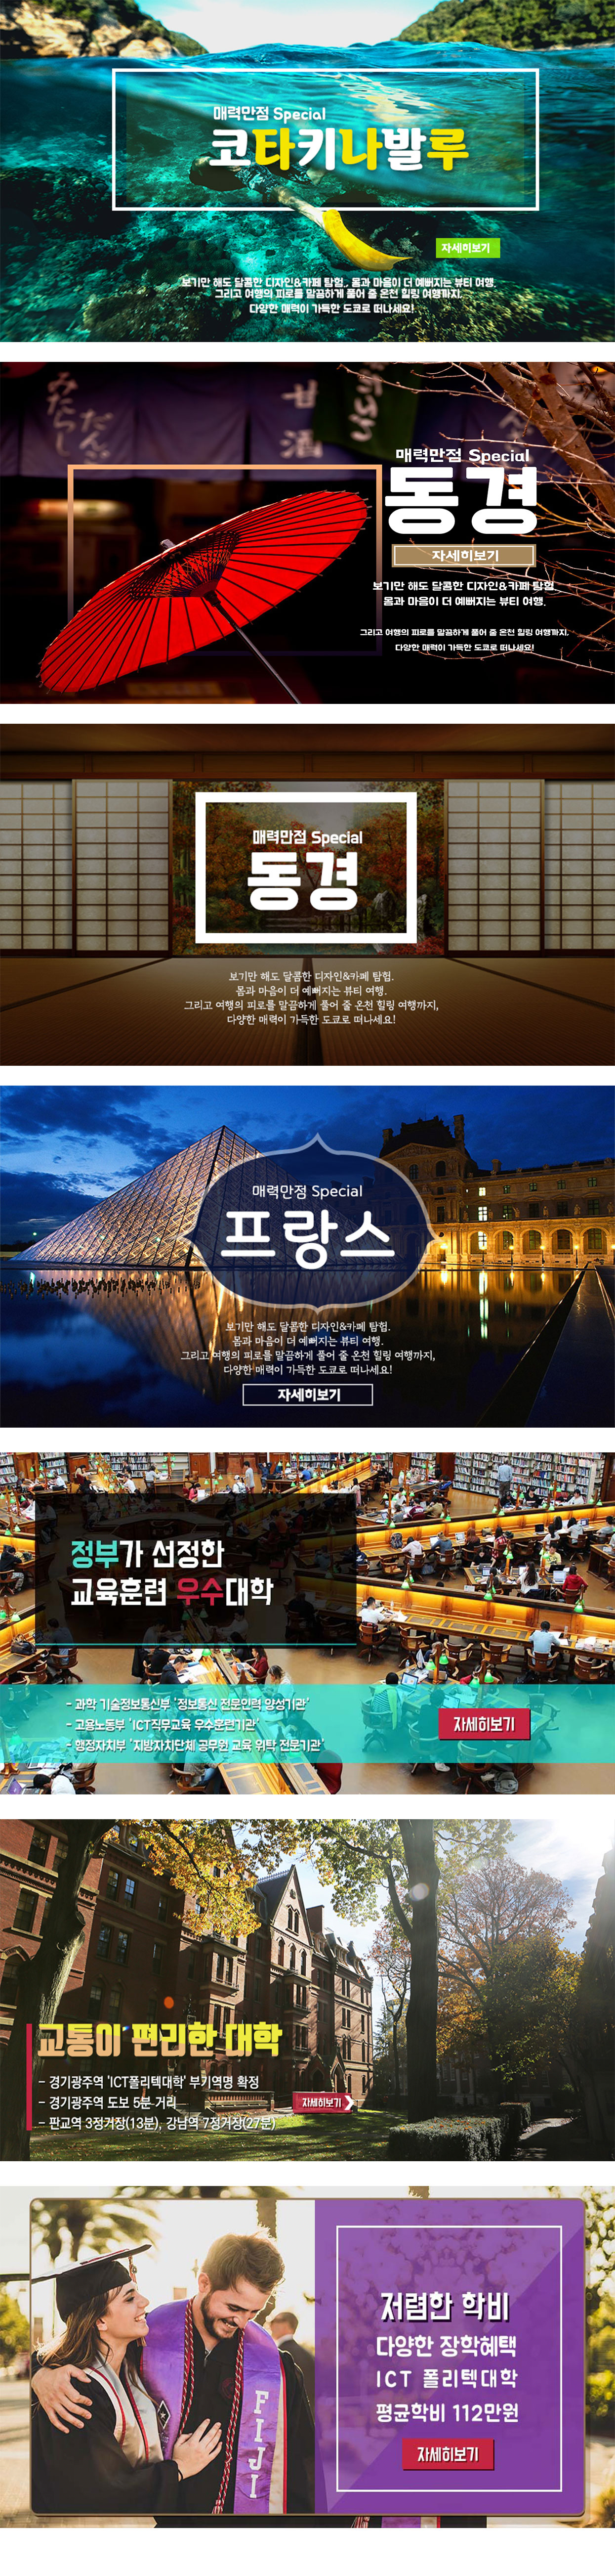 매력만점 Special
코타키나발루
자세히보기
보기만 해도 달콤한 디자인&카페 탐험., 몸과 마음이 더 예뻐지는 뷰티 여행.
그리고 여행의 피로를 말끔하게 풀어 줄 온천 힐링 여행까지.
다양한 매력이 가득한 도쿄로 떠나세요!
みたらし
だんご
甘酒
매력만점 Special
동경
자세히보기
보기만 해도 달콤한 디자인&카페 탐험
몸과 마음이 더 예뻐지는 뷰티 여행.
그리고 여행의 피로를 말끔하게 풀어 줄 온천 힐링 여행까지.
다양한 매력이 가득한 도쿄로 떠나세요!
매력만점 Special
동경
보기만 해도 달콤한 디자인&카페 탐험.
몸과 마음이 더 예뻐지는 뷰티 여행.
그리고 여행의 피로를 말끔하게 풀어 줄 온천 힐링 여행까지,
다양한 매력이 가득한 도쿄로 떠나세요!
매력만점 Special
프랑스
보기만 해도 달콤한 디자인&카페 탐험.
몸과 마음이 더 예뻐지는 뷰티 여행.
그리고 여행의 피로를 말끔하게 풀어 줄 온천 힐링 여행까지,
다양한 매력이 가득한 도쿄로 떠나세요!
자세히보기
정부가 선정한
교육훈련 우수대학
- 과학 기술정보통신부 '정보통신 전문인력 양성기관'
- 고용노동부 'ICT직무교육 우수훈련기관'
- 행정자치부 '지방자치단체 공무원 교육 위탁 전문기관'
자세히보기
교통이 편리한 대학
- 경기광주역 'ICT폴리텍대학' 부기역명 확정
- 경기광주역 도보 5분 거리
- 판교역 3정거장(13분), 강남역 7정거장(27분)
자세히보기
FIJI
저렴한 학비
다양한 장학혜택
ICT 폴리텍대학
평균학비 112만원
자세히보기